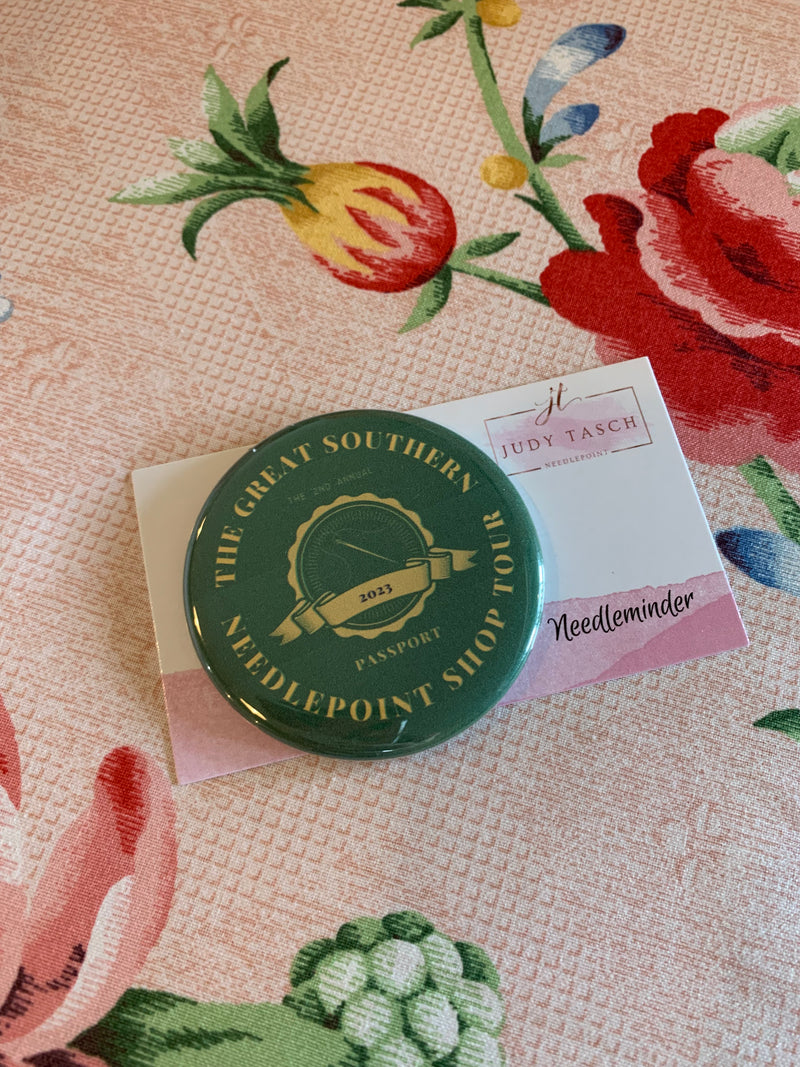 THE GREAT SOUTHERN
THE 2ND ANNUAL
2023
PASSPORT
NEEDLEPOINT SHOP TOUR
jt
JUDY TASCH
NEEDLEPOINT
Needleminder